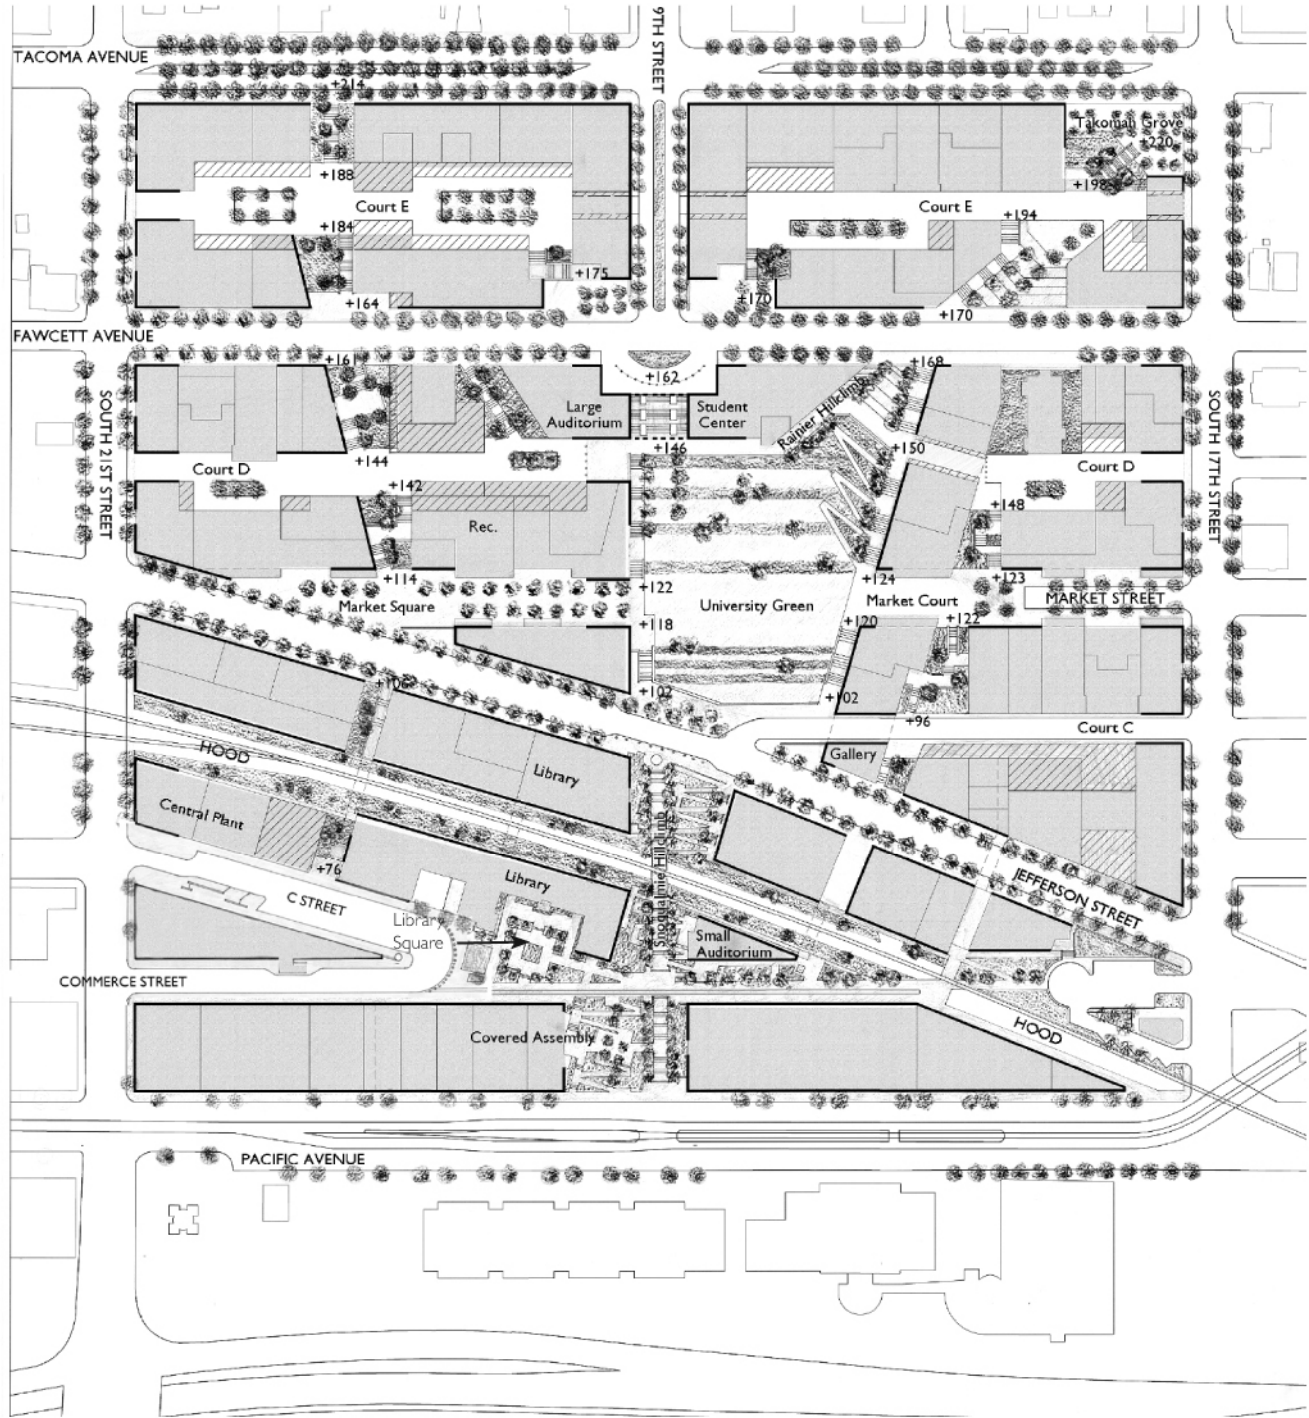 TACOMA AVENUE
9TH STREET
+214
Takomah Grove
+220
+188
+198
Court E
Court E
+184
+194
+175
+164
+170
+170
FAWCETT AVENUE
+161
+162
+168
SOUTH 21ST STREET
Large
Auditorium
Student
Center
Rainier Hillclimb
SOUTH 17TH STREET
+146
+150
+144
Court D
Court D
+142
+148
Rec.
+114
+122
+124
+123
Market Square
University Green
Market Court
MARKET STREET
+118
+120
+122
+106
+102
+102
+96
Court C
HOOD
Library
Gallery
Central Plant
Snoqualmie Hillclimb
+76
Library
JEFFERSON STREET
C STREET
Library
Square
Small
Auditorium
COMMERCE STREET
Covered Assembly
HOOD
PACIFIC AVENUE